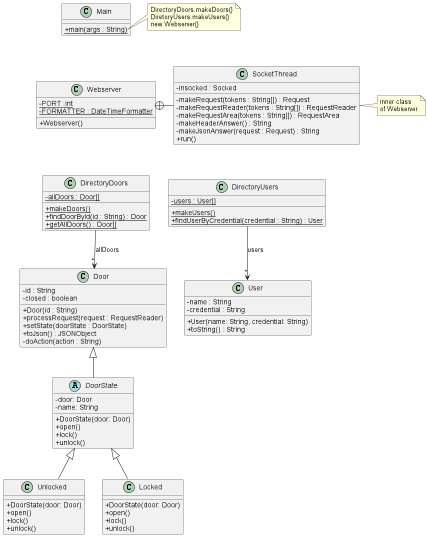 Main
+main(args : String)
DirectoryDoors.makeDoors()
DiretoryUsers.makeUsers()
new Webserver()
Webserver
-PORT :int
-FORMATTER : DateTimeFormatter
+Webserver()
SocketThread
-insocked : Socked
-makeRequest(tokens : String[]) : Request
-makeRequestReader(tokens : String[]) : RequestReader
-makeRequestArea(tokens : String[]) : RequestArea
-makeHeaderAnswer() : String
-makeJsonAnswer(request : Request) : String
+run()
inner class
of Webserver
DirectoryDoors
-allDoors : Door[]
+makeDoors()
+findDoorById(id : String) : Door
+getAllDoors() : Door[]
DirectoryUsers
-users : User[]
+makeUsers()
+findUserByCredential(credential : String) : User
allDoors
*
users
*
Door
-id : String
-closed : boolean
+Door(id : String)
+processRequest(request : RequestReader)
+setState(doorState : DoorState)
+toJson() : JSONObject
-doAction(action : String)
User
-name : String
-credential : String
+User(name: String, credential: String)
+toString() : String
DoorState
-door: Door
-name: String
+DoorState(door: Door)
+open()
+lock()
+unlock()
Unlocked
+DoorState(door: Door)
+open()
+lock()
+unlock()
Locked
+DoorState(door: Door)
+open()
+lock()
+unlock()